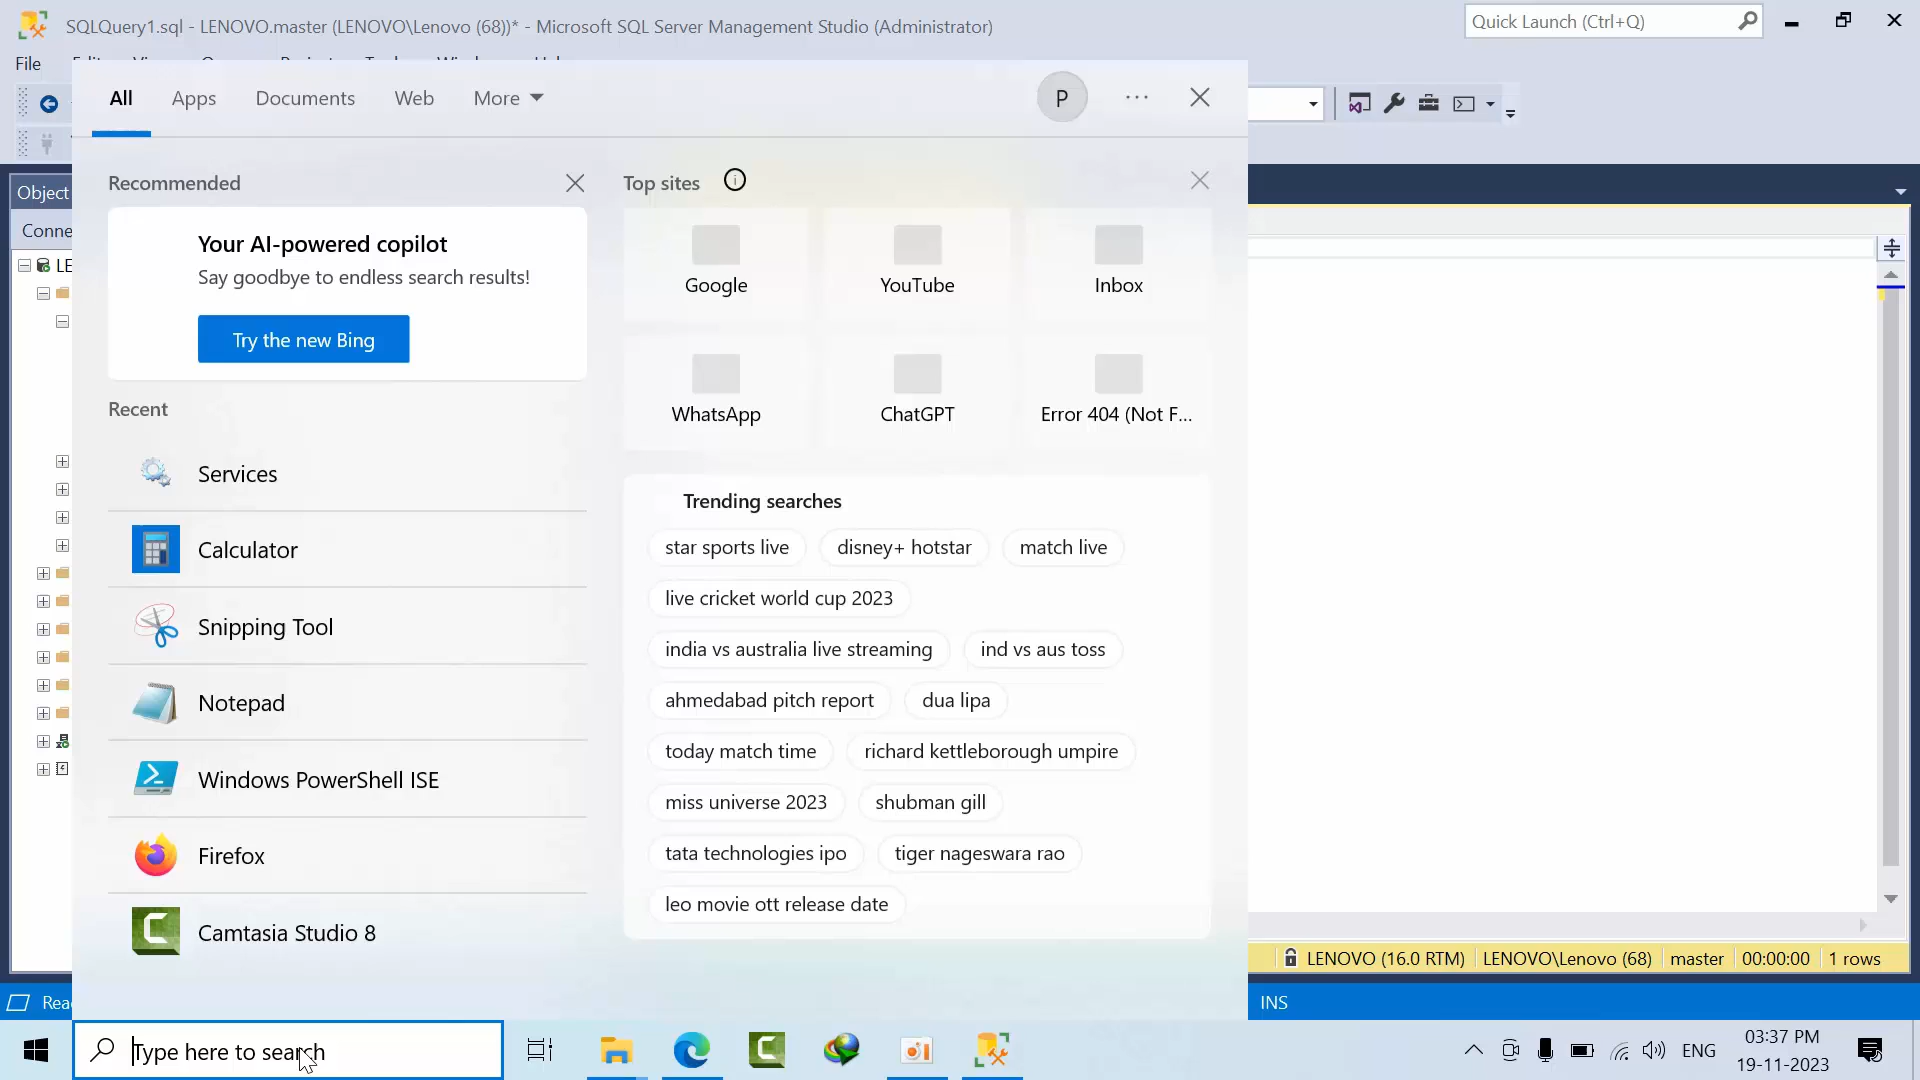 SQLQuery1.sql - LENOVO.master (LENOVO\Lenovo (68))* - Microsoft SQL Server Management Studio (Administrator)
Quick Launch (Ctrl+Q)
File
All
Apps
Documents
Web
More
P
Object
Conne
LE
Recommended
Your AI-powered copilot
Say goodbye to endless search results!
Try the new Bing
Recent
Services
Calculator
Snipping Tool
Notepad
Windows PowerShell ISE
Firefox
Camtasia Studio 8
Top sites
Google
YouTube
Inbox
WhatsApp
ChatGPT
Error 404 (Not F...
Trending searches
star sports live
disney+ hotstar
match live
live cricket world cup 2023
india vs australia live streaming
ind vs aus toss
ahmedabad pitch report
dua lipa
today match time
richard kettleborough umpire
miss universe 2023
shubman gill
tata technologies ipo
tiger nageswara rao
leo movie ott release date
LENOVO (16.0 RTM)
LENOVO\Lenovo (68)
master
00:00:00
1 rows
Rea
INS
Type here to search
ENG
03:37 PM
19-11-2023